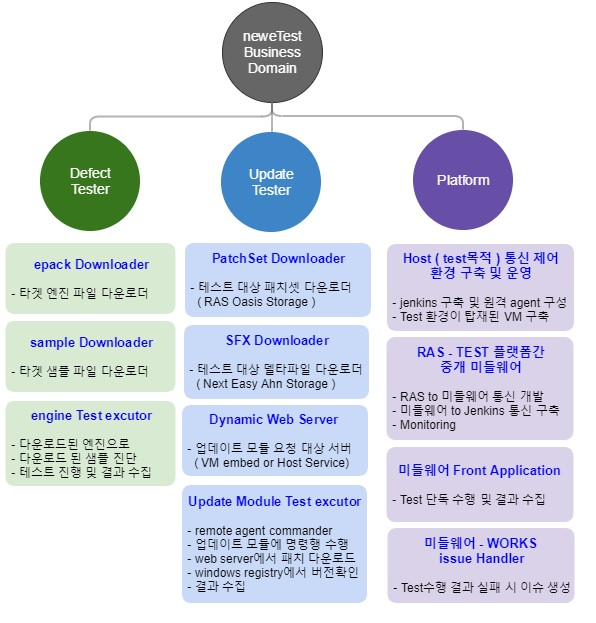 neweTest
Business
Domain
Defect
Tester
Update
Tester
Platform
epack Downloader
- 타겟 엔진 파일 다운로더
sample Downloader
- 타겟 샘플 파일 다운로더
engine Test excutor
- 다운로드된 엔진으로
- 다운로드 된 샘플 진단
- 테스트 진행 및 결과 수집
PatchSet Downloader
- 테스트 대상 패치셋 다운로더
( RAS Oasis Storage )
SFX Downloader
- 테스트 대상 멜타파일 다운로더
( Next Easy Ahn Storage )
Dynamic Web Server
- 업데이트 모듈 요청 대상 서버
( VM embed or Host Service)
Update Module Test excutor
- remote agent commander
- 업데이트 모듈에 명령행 수행
- web server에서 패치 다운로드
- windows registry에서 버전확인
- 결과 수집
Host ( test목적 ) 통신 제어
환경 구축 및 운영
- jenkins 구축 및 원격 agent 구성
- Test 환경이 탑재된 VM 구축
RAS - TEST 플랫폼간
중개 미들웨어
- RAS to 미들웨어 통신 개발
- 미들웨어 to Jenkins 통신 구축
- Monitoring
미들웨어 Front Application
- Test 단독 수행 및 결과 수집
미들웨어 - WORKS
issue Handler
- Test수행 결과 실패 시 이슈 생성